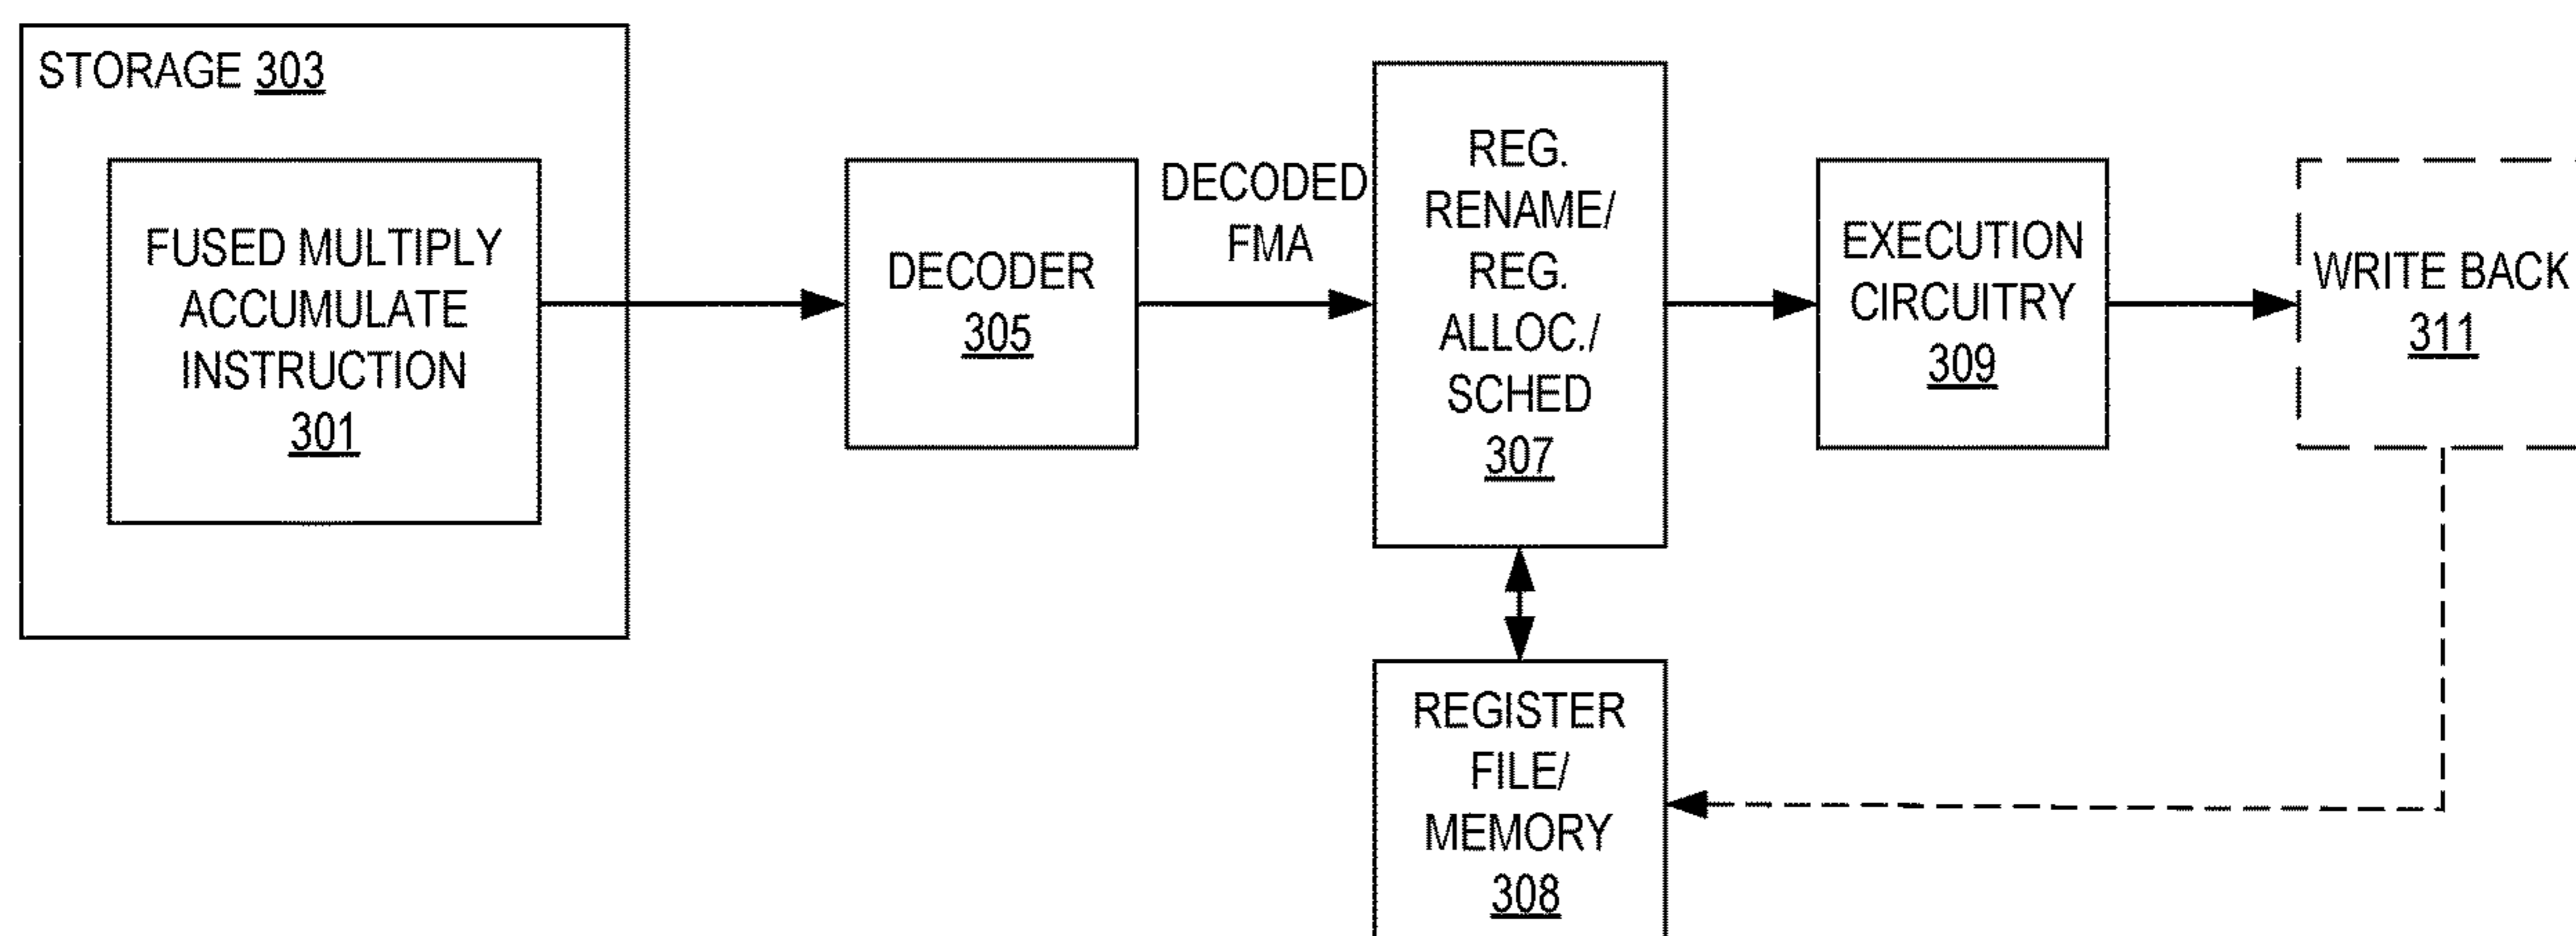 STORAGE 303
FUSED MULTIPLY
ACCUMULATE
INSTRUCTION
301
DECODER
305
DECODED
FMA
REG.
RENAME/
REG.
ALLOC./
SCHED
307
EXECUTION
CIRCUITRY
309
WRITE BACK
311
REGISTER
FILE/
MEMORY
308